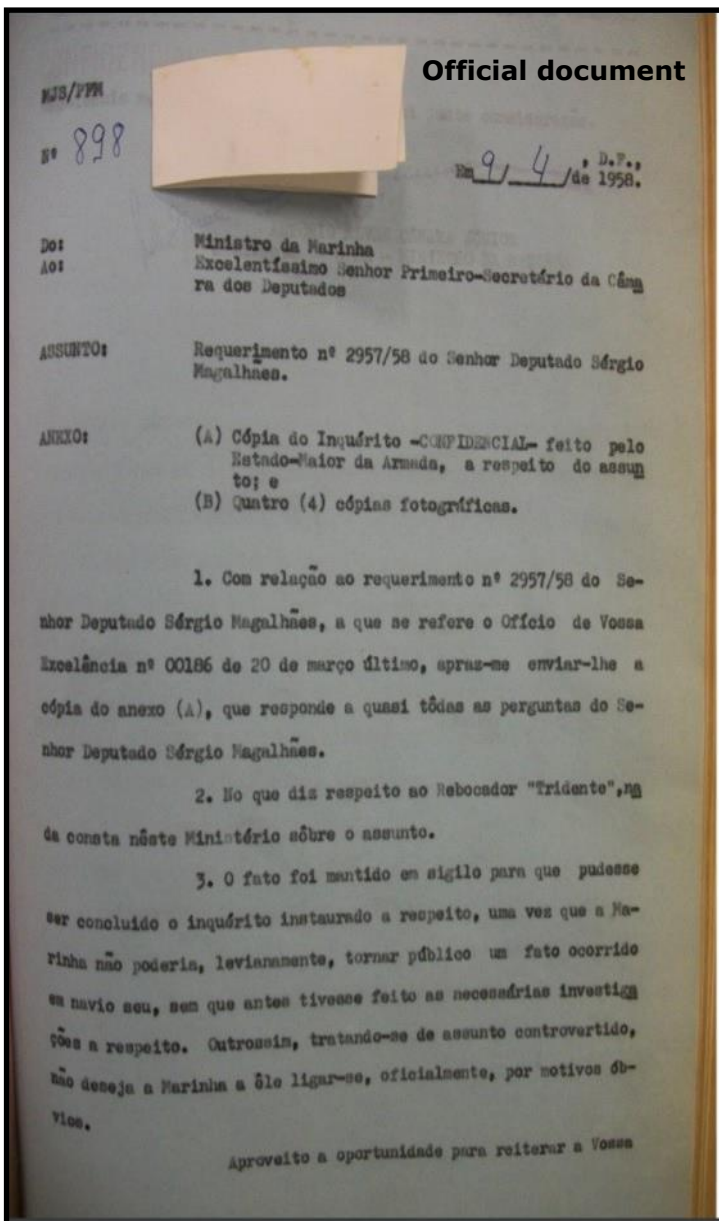 Official document
MJS/PPM
Nº 898
Em 9/ 4 /de 1958.
, D.F.,
Do: Ministro da Marinha
Ao: Excelentíssimo Senhor Primeiro-Secretário da Câma
ra dos Deputados
ASSUNTO: Requerimento nº 2957/58 do Senhor Deputado Sérgio
Magalhães.
ANEXO: (A) Cópia do Inquérito -CONFIDENCIAL- feito pelo
Estado-Maior da Armada, a respeito do assun
to; e
(B) Quatro (4) cópias fotográficas.
1. Com relação ao requerimento nº 2957/58 do Se-
nhor Deputado Sérgio Magalhães, a que se refere o Ofício de Vossa
Excelância nº 00186 de 20 de março último, apras-me enviar-lhe a
cópia do anexo (A), que responde a quasi tôdas as perguntas do Se-
nhor Deputado Sérgio Magalhães.
2. No que diz respeito ao Rebocador "Tridente",na
da consta nêste Ministério sôbre o assunto.
3. O fato foi mantido em sigilo para que pudesse
ser concluido o inquérito instaurado a respeito, uma vez que a Ma-
rinha não poderia, levianamente, tornar público um fato ocorrido
em navio seu, sem que antes tivesse feito as necessárias investiga
ções a respeito. Outrossim, tratando-se de assunto controvertido,
não deseja a Marinha a êle ligar-se, oficialmente, por motivos ób-
vios.
Aproveito a oportunidade para reiterar a Vossa